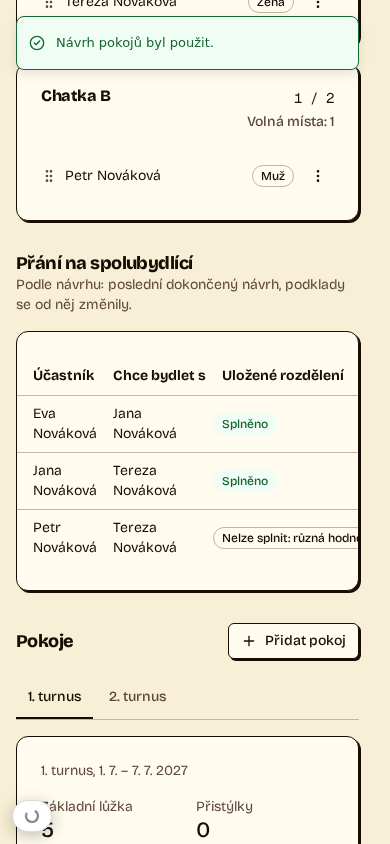 Tereza Nováková
Žena
Návrh pokojů byl použit.
Chatka B
1 / 2
Volná místa: 1
Petr Nováková
Muž
Přání na spolubydlící
Podle návrhu: poslední dokončený návrh, podklady
se od něj změnily.
Účastník Chce bydlet s Uložené rozdělení
Eva
Nováková
Jana
Nováková
Splněno
Jana
Nováková
Tereza
Nováková
Splněno
Petr
Nováková
Tereza
Nováková
Nelze splnit: různá
Pokoje
+ Přidat pokoj
1. turnus 2. turnus
1. turnus, 1. 7. – 7. 7. 2027
Základní lůžka Přistýlky
5 0